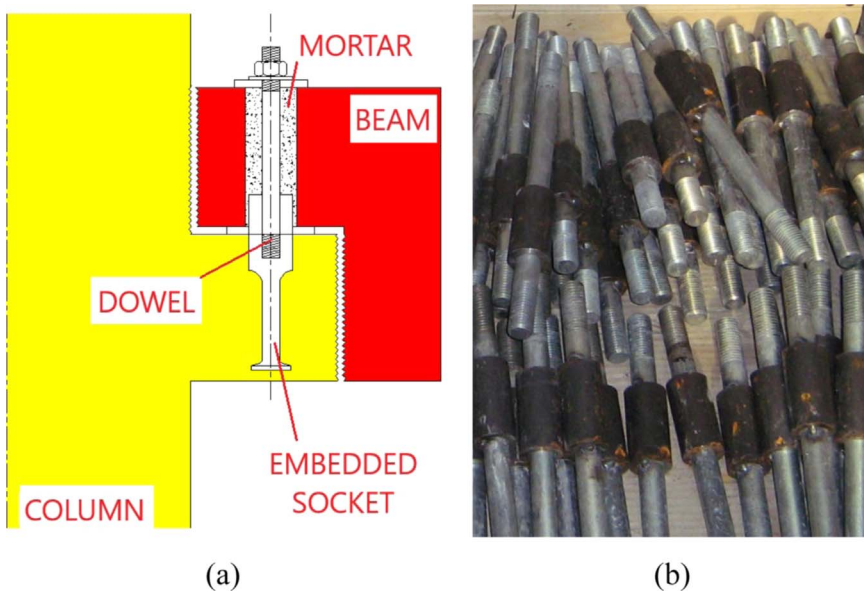 MORTAR
BEAM
DOWEL
EMBEDDED
SOCKET
COLUMN
(a)
(b)